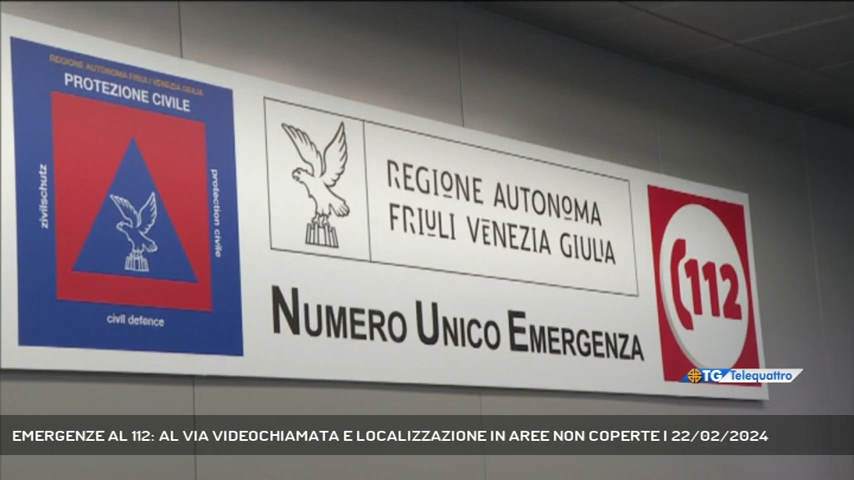 REGIONE AUTONOMA FRIULI VENEZIA GIULIA
PROTEZIONE CIVILE
zivilschutz
protection civile
civil defence
REGIONE AUTONOMA
FRIULI VENEZIA GIULIA
NUMERO UNICO EMERGENZA
112
TG Telequattro
EMERGENZE AL 112: AL VIA VIDEOCHIAMATA E LOCALIZZAZIONE IN AREE NON COPERTE | 22/02/2024